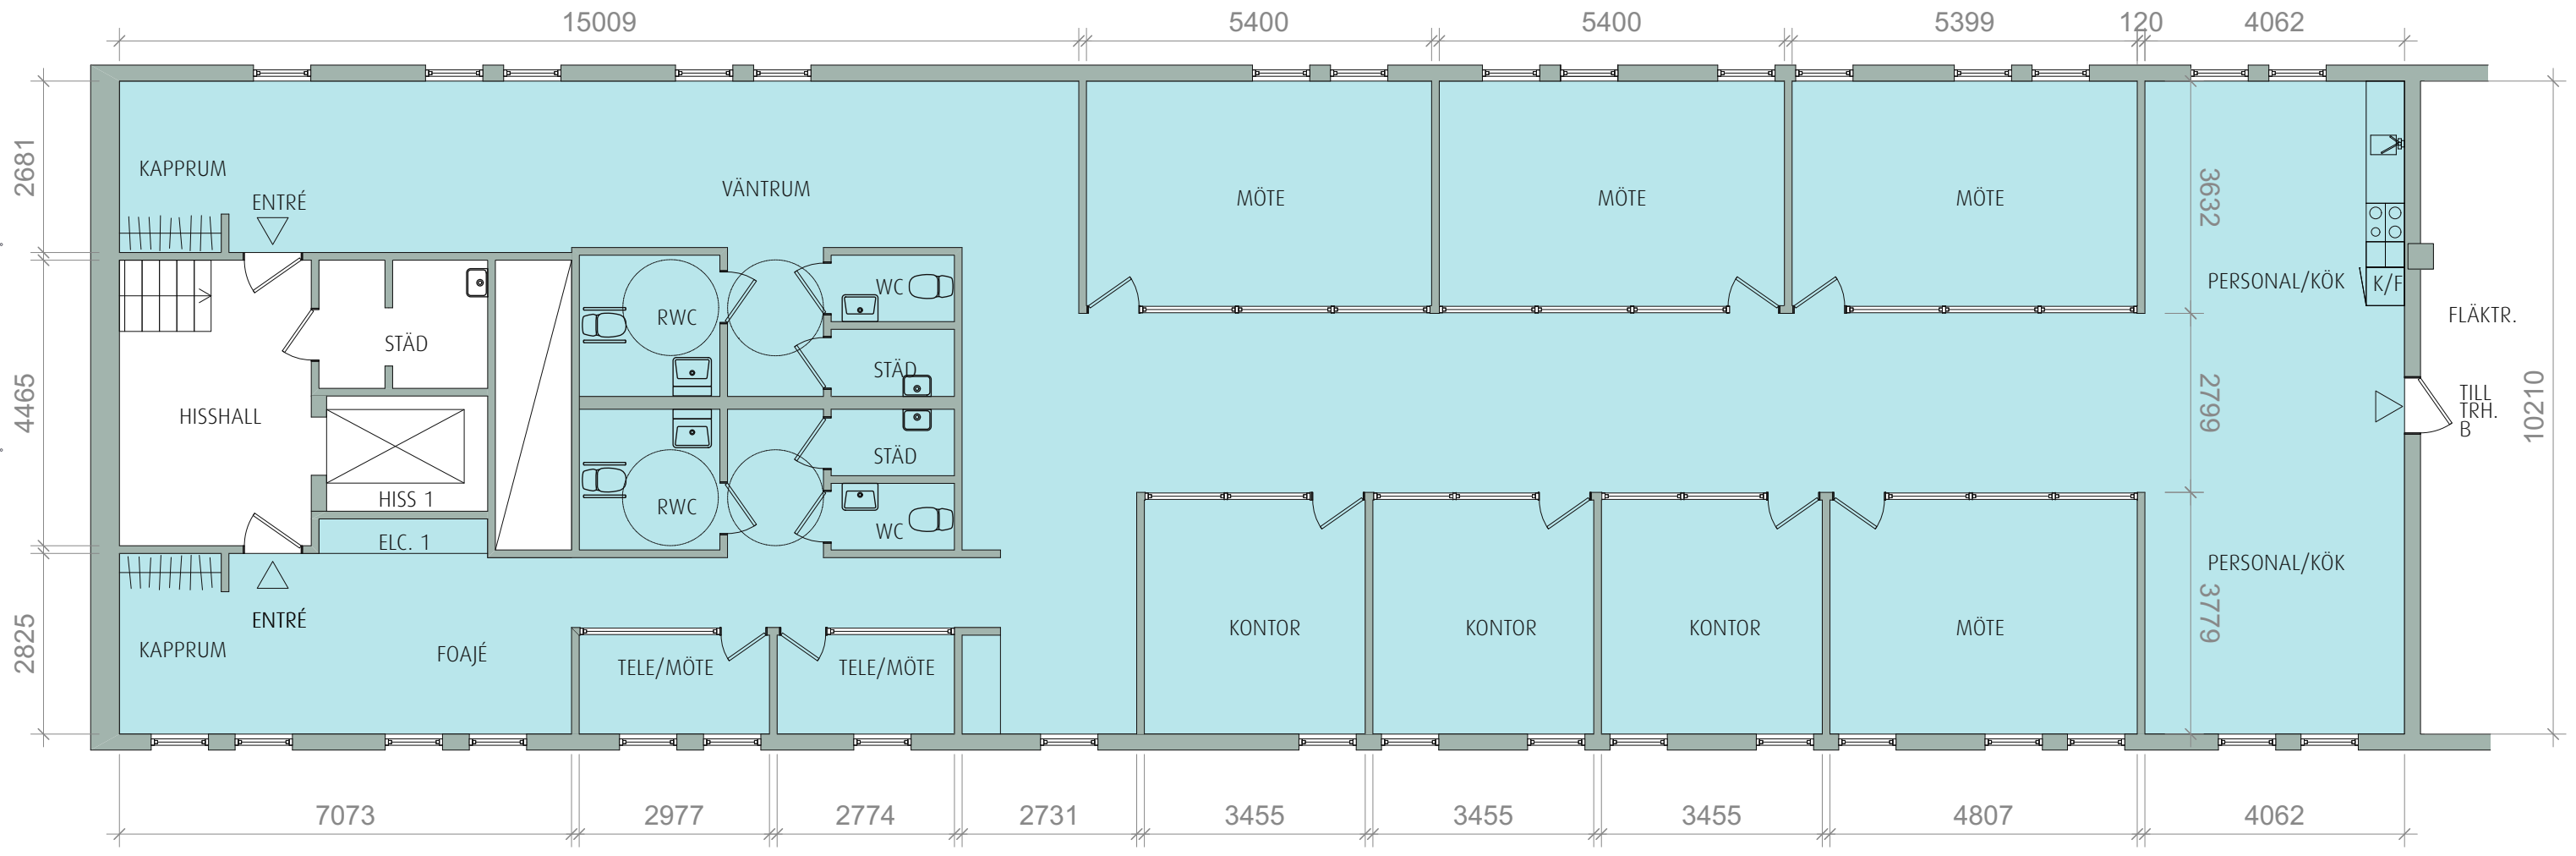 15009
5400
5400
5399
120
4062
2681
4465
2825
KAPPRUM
ENTRÉ
VÄNTRUM
MÖTE
MÖTE
MÖTE
3632
PERSONAL/KÖK
K/F
FLÄKTR.
RWC
WC
STÄD
STÄD
HISSHALL
HISS 1
ELC. 1
RWC
STÄD
WC
2799
TILL
TRH.
B
10210
KAPPRUM
ENTRÉ
FOAJÉ
TELE/MÖTE
TELE/MÖTE
KONTOR
KONTOR
KONTOR
MÖTE
PERSONAL/KÖK
3779
7073
2977
2774
2731
3455
3455
3455
4807
4062